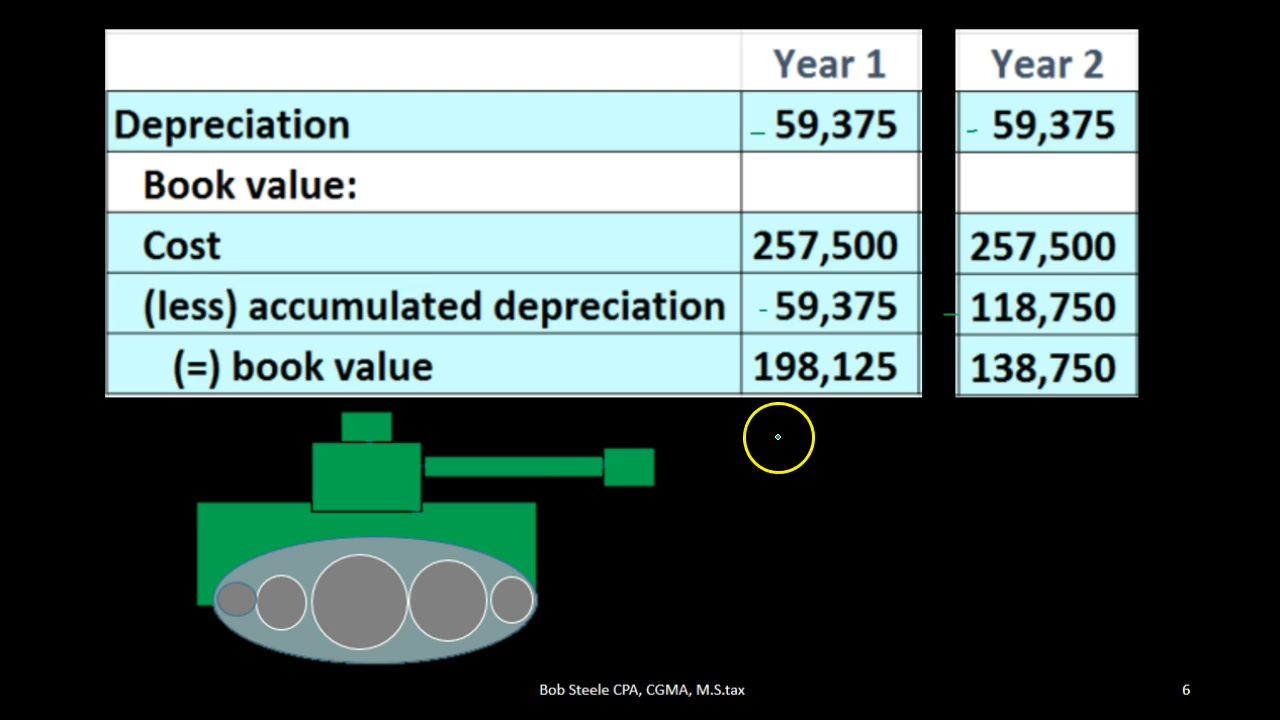 Year 1 Year 2
Depreciation - 59,375 - 59,375
Book value:
Cost 257,500 257,500
(less) accumulated depreciation - 59,375 - 118,750
(=) book value 198,125 138,750
Bob Steele CPA, CGMA, M.S.tax 6